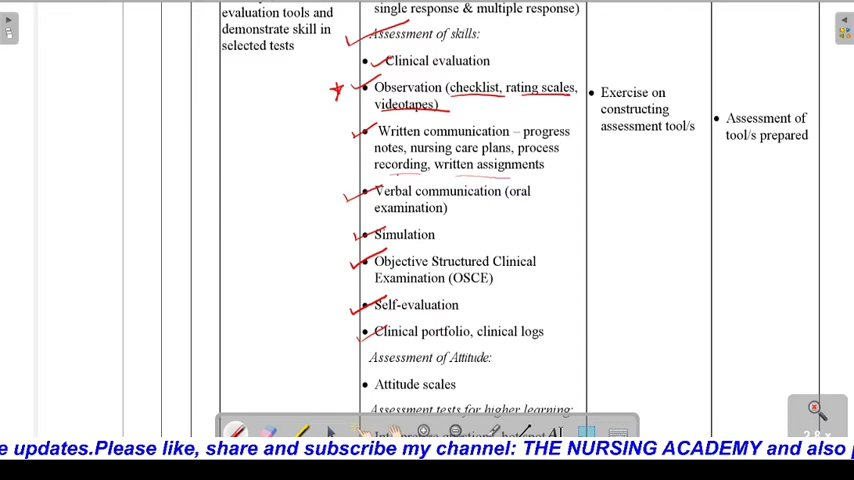 evaluation tools and
demonstrate skill in
selected tests
single response & multiple response)
Assessment of skills:
• Clinical evaluation
• Observation (checklist, rating scales,
videotapes)
• Written communication – progress
notes, nursing care plans, process
recording, written assignments
• Verbal communication (oral
examination)
• Simulation
• Objective Structured Clinical
Examination (OSCE)
• Self-evaluation
• Clinical portfolio, clinical logs
Assessment of Attitude:
• Attitude scales
Assessment tests for higher learning:
• Exercise on
constructing
assessment tool/s
• Assessment of
tool/s prepared
e updates.Please like, share and subscribe my channel: THE NURSING ACADEMY and also